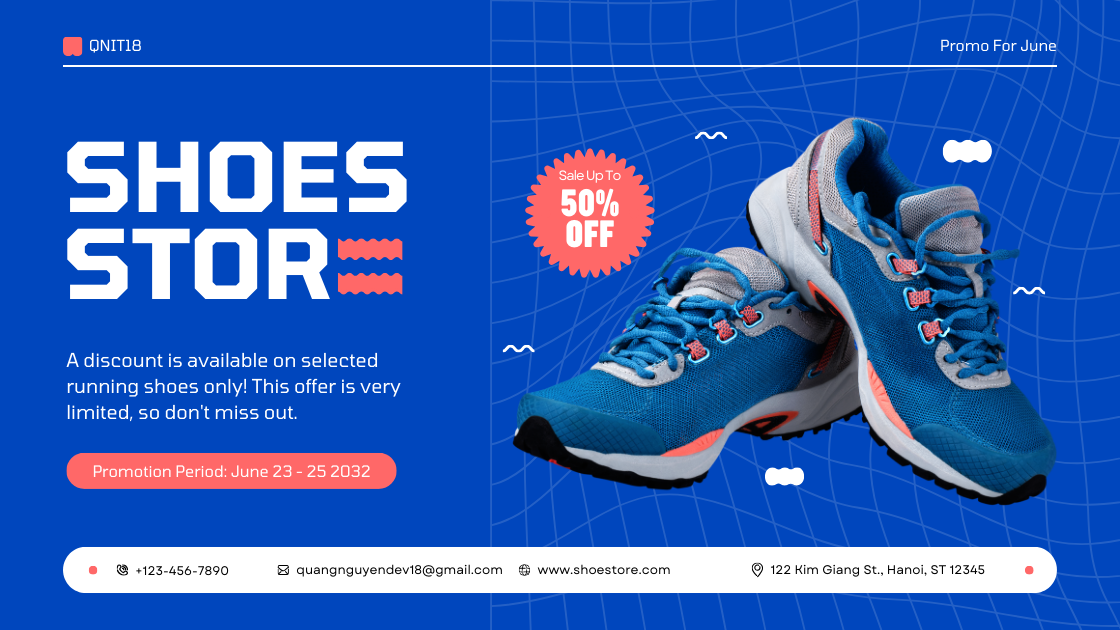 QNIT18
Promo For June
SHOES
STORE
Sale Up To
50%
OFF
A discount is available on selected
running shoes only! This offer is very
limited, so don't miss out.
Promotion Period: June 23 - 25 2032
+123-456-7890
quangnguyendev18@gmail.com
www.shoestore.com
122 Kim Giang St., Hanoi, ST 12345